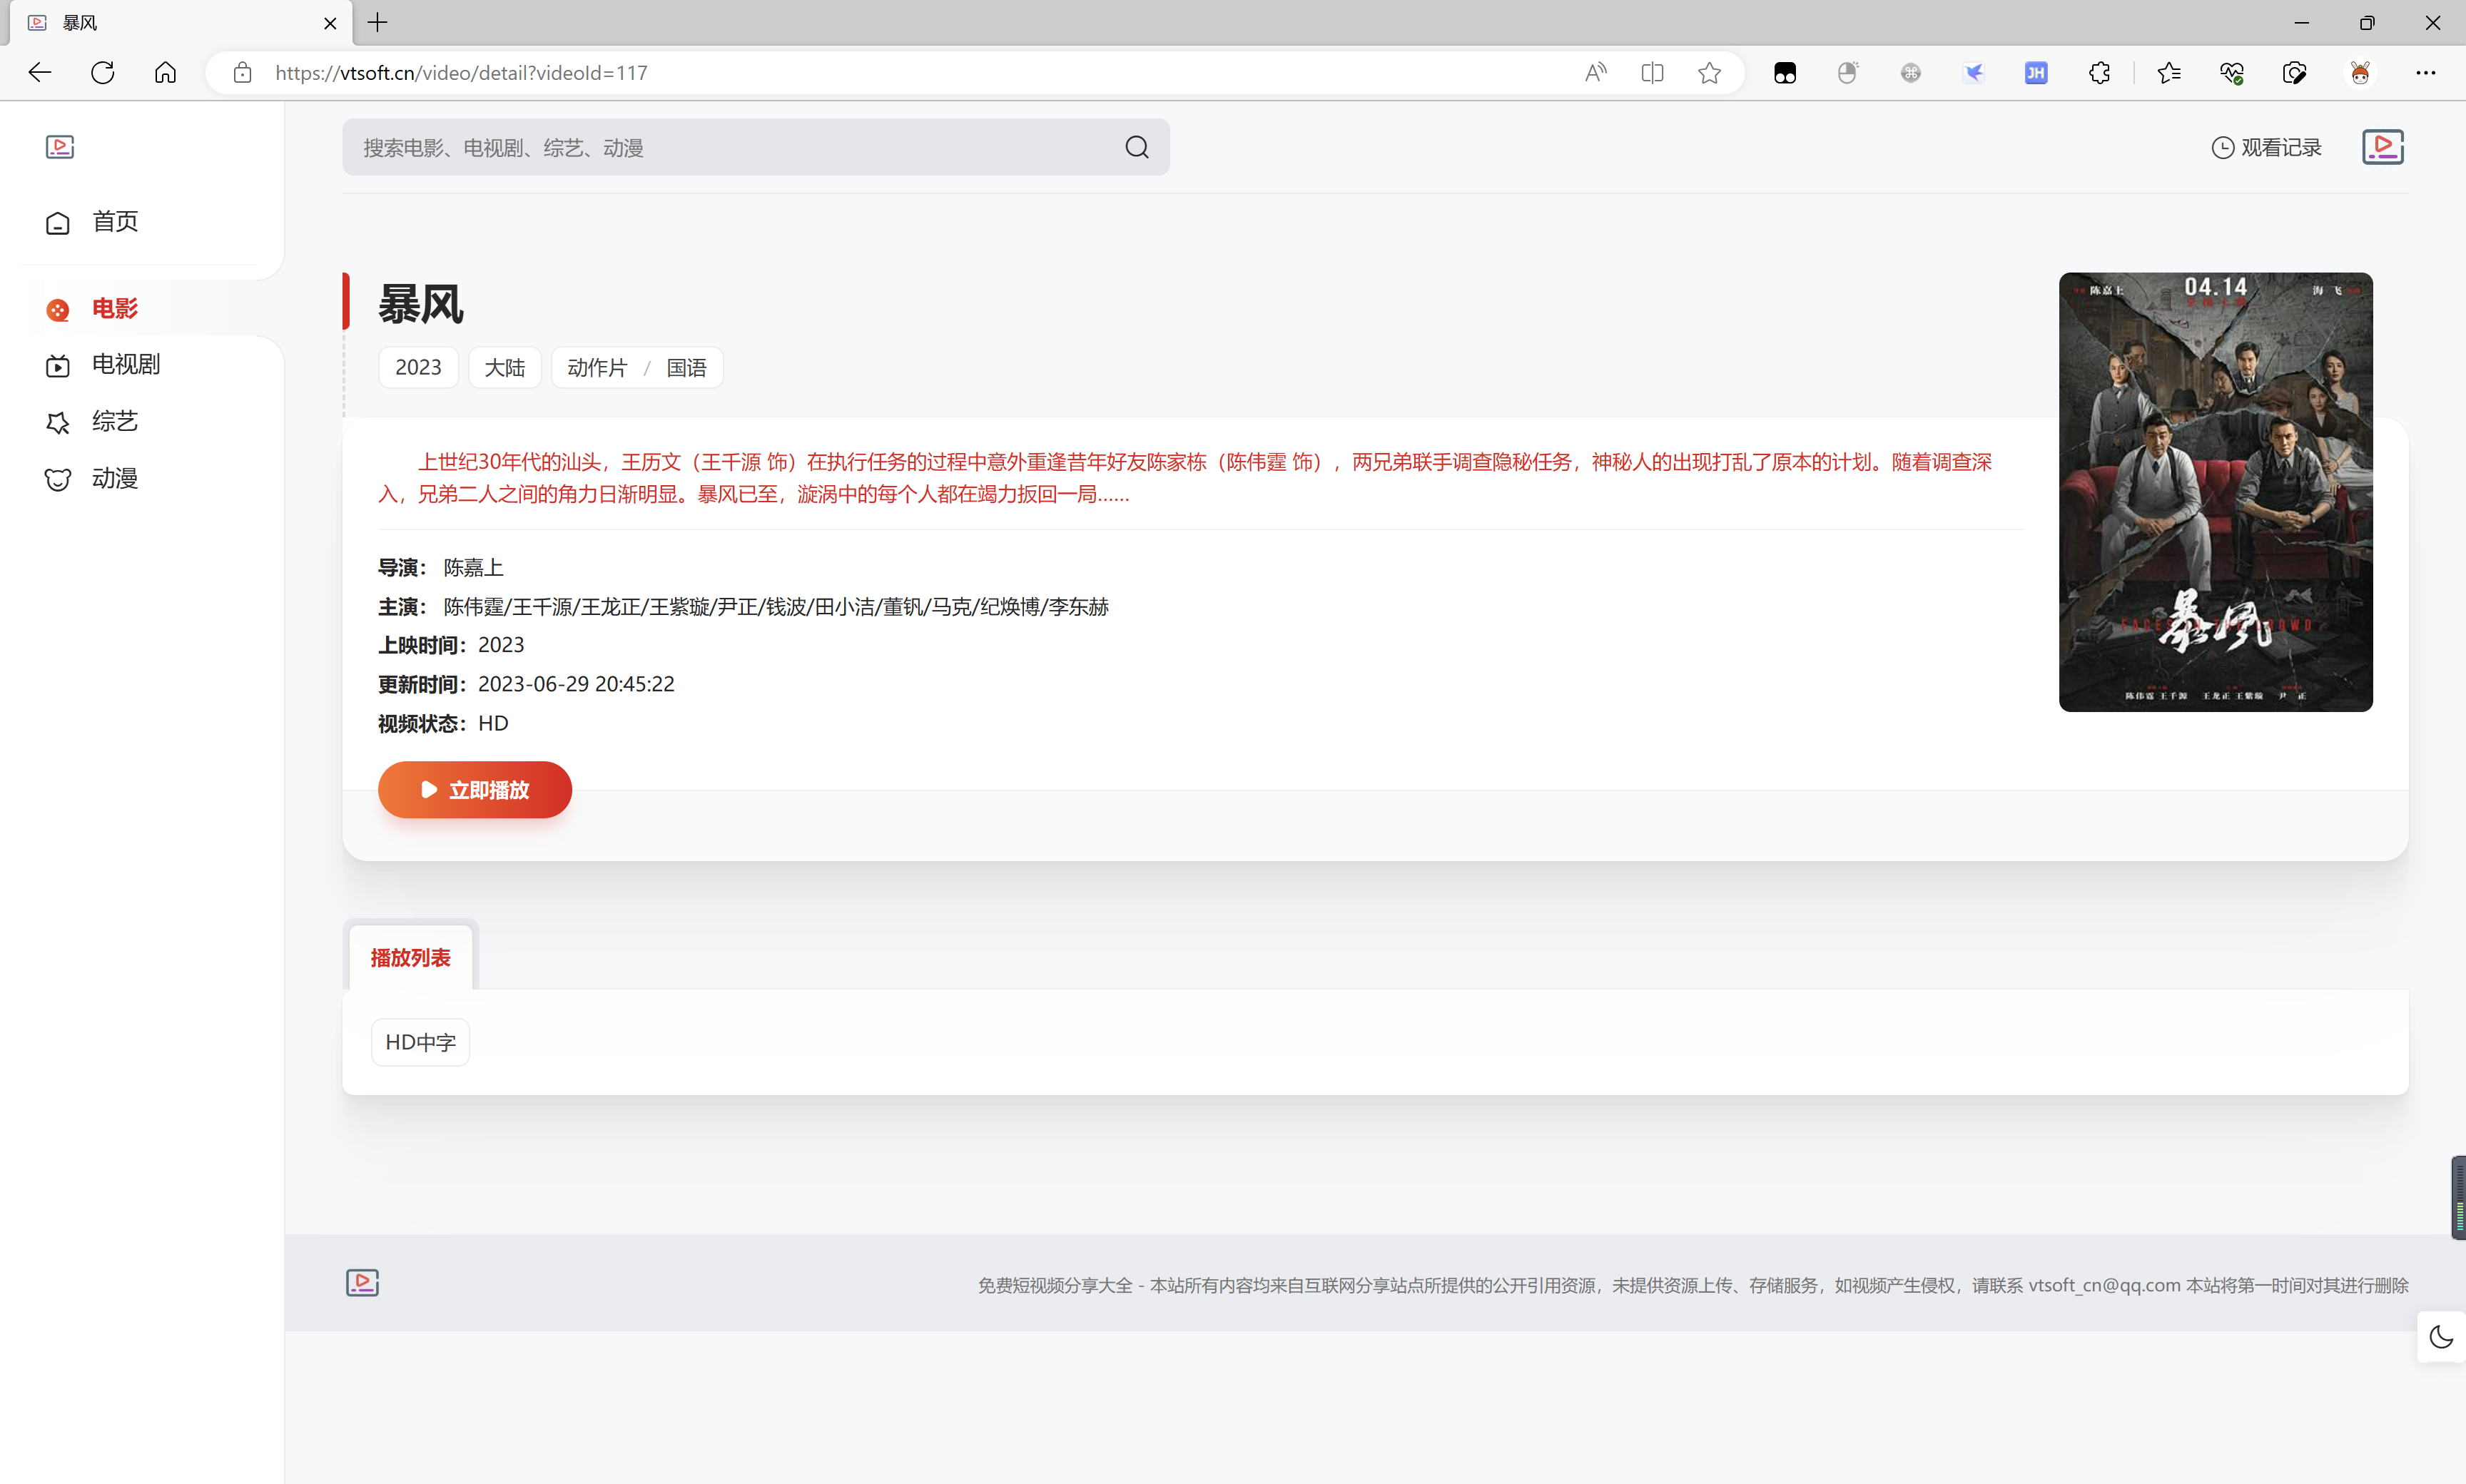 暴风
https://vtsoft.cn/video/detail?videoId=117
JH
搜索电影、电视剧、综艺、动漫
观看记录
首页
电影
电视剧
综艺
动漫
暴风
2023
大陆
动作片 / 国语
上世纪30年代的汕头，王历文（王千源 饰）在执行任务的过程中意外重逢昔年好友陈家栋（陈伟霆 饰），两兄弟联手调查隐秘任务，神秘人的出现打乱了原本的计划。随着调查深
入，兄弟二人之间的角力日渐明显。暴风已至，漩涡中的每个人都在竭力扳回一局……
导演： 陈嘉上
主演： 陈伟霆/王千源/王龙正/王紫璇/尹正/钱波/田小洁/董钒/马克/纪焕博/李东赫
上映时间：2023
更新时间：2023-06-29 20:45:22
视频状态：HD
立即播放
陈嘉上
04.14
海 飞
暴風
FACES IN THE CROWD
陈伟霆 王千源 王龙正 王紫璇 尹 正
播放列表
HD中字
免费短视频分享大全 - 本站所有内容均来自互联网分享站点所提供的公开引用资源，未提供资源上传、存储服务，如视频产生侵权，请联系 vtsoft_cn@qq.com 本站将第一时间对其进行删除